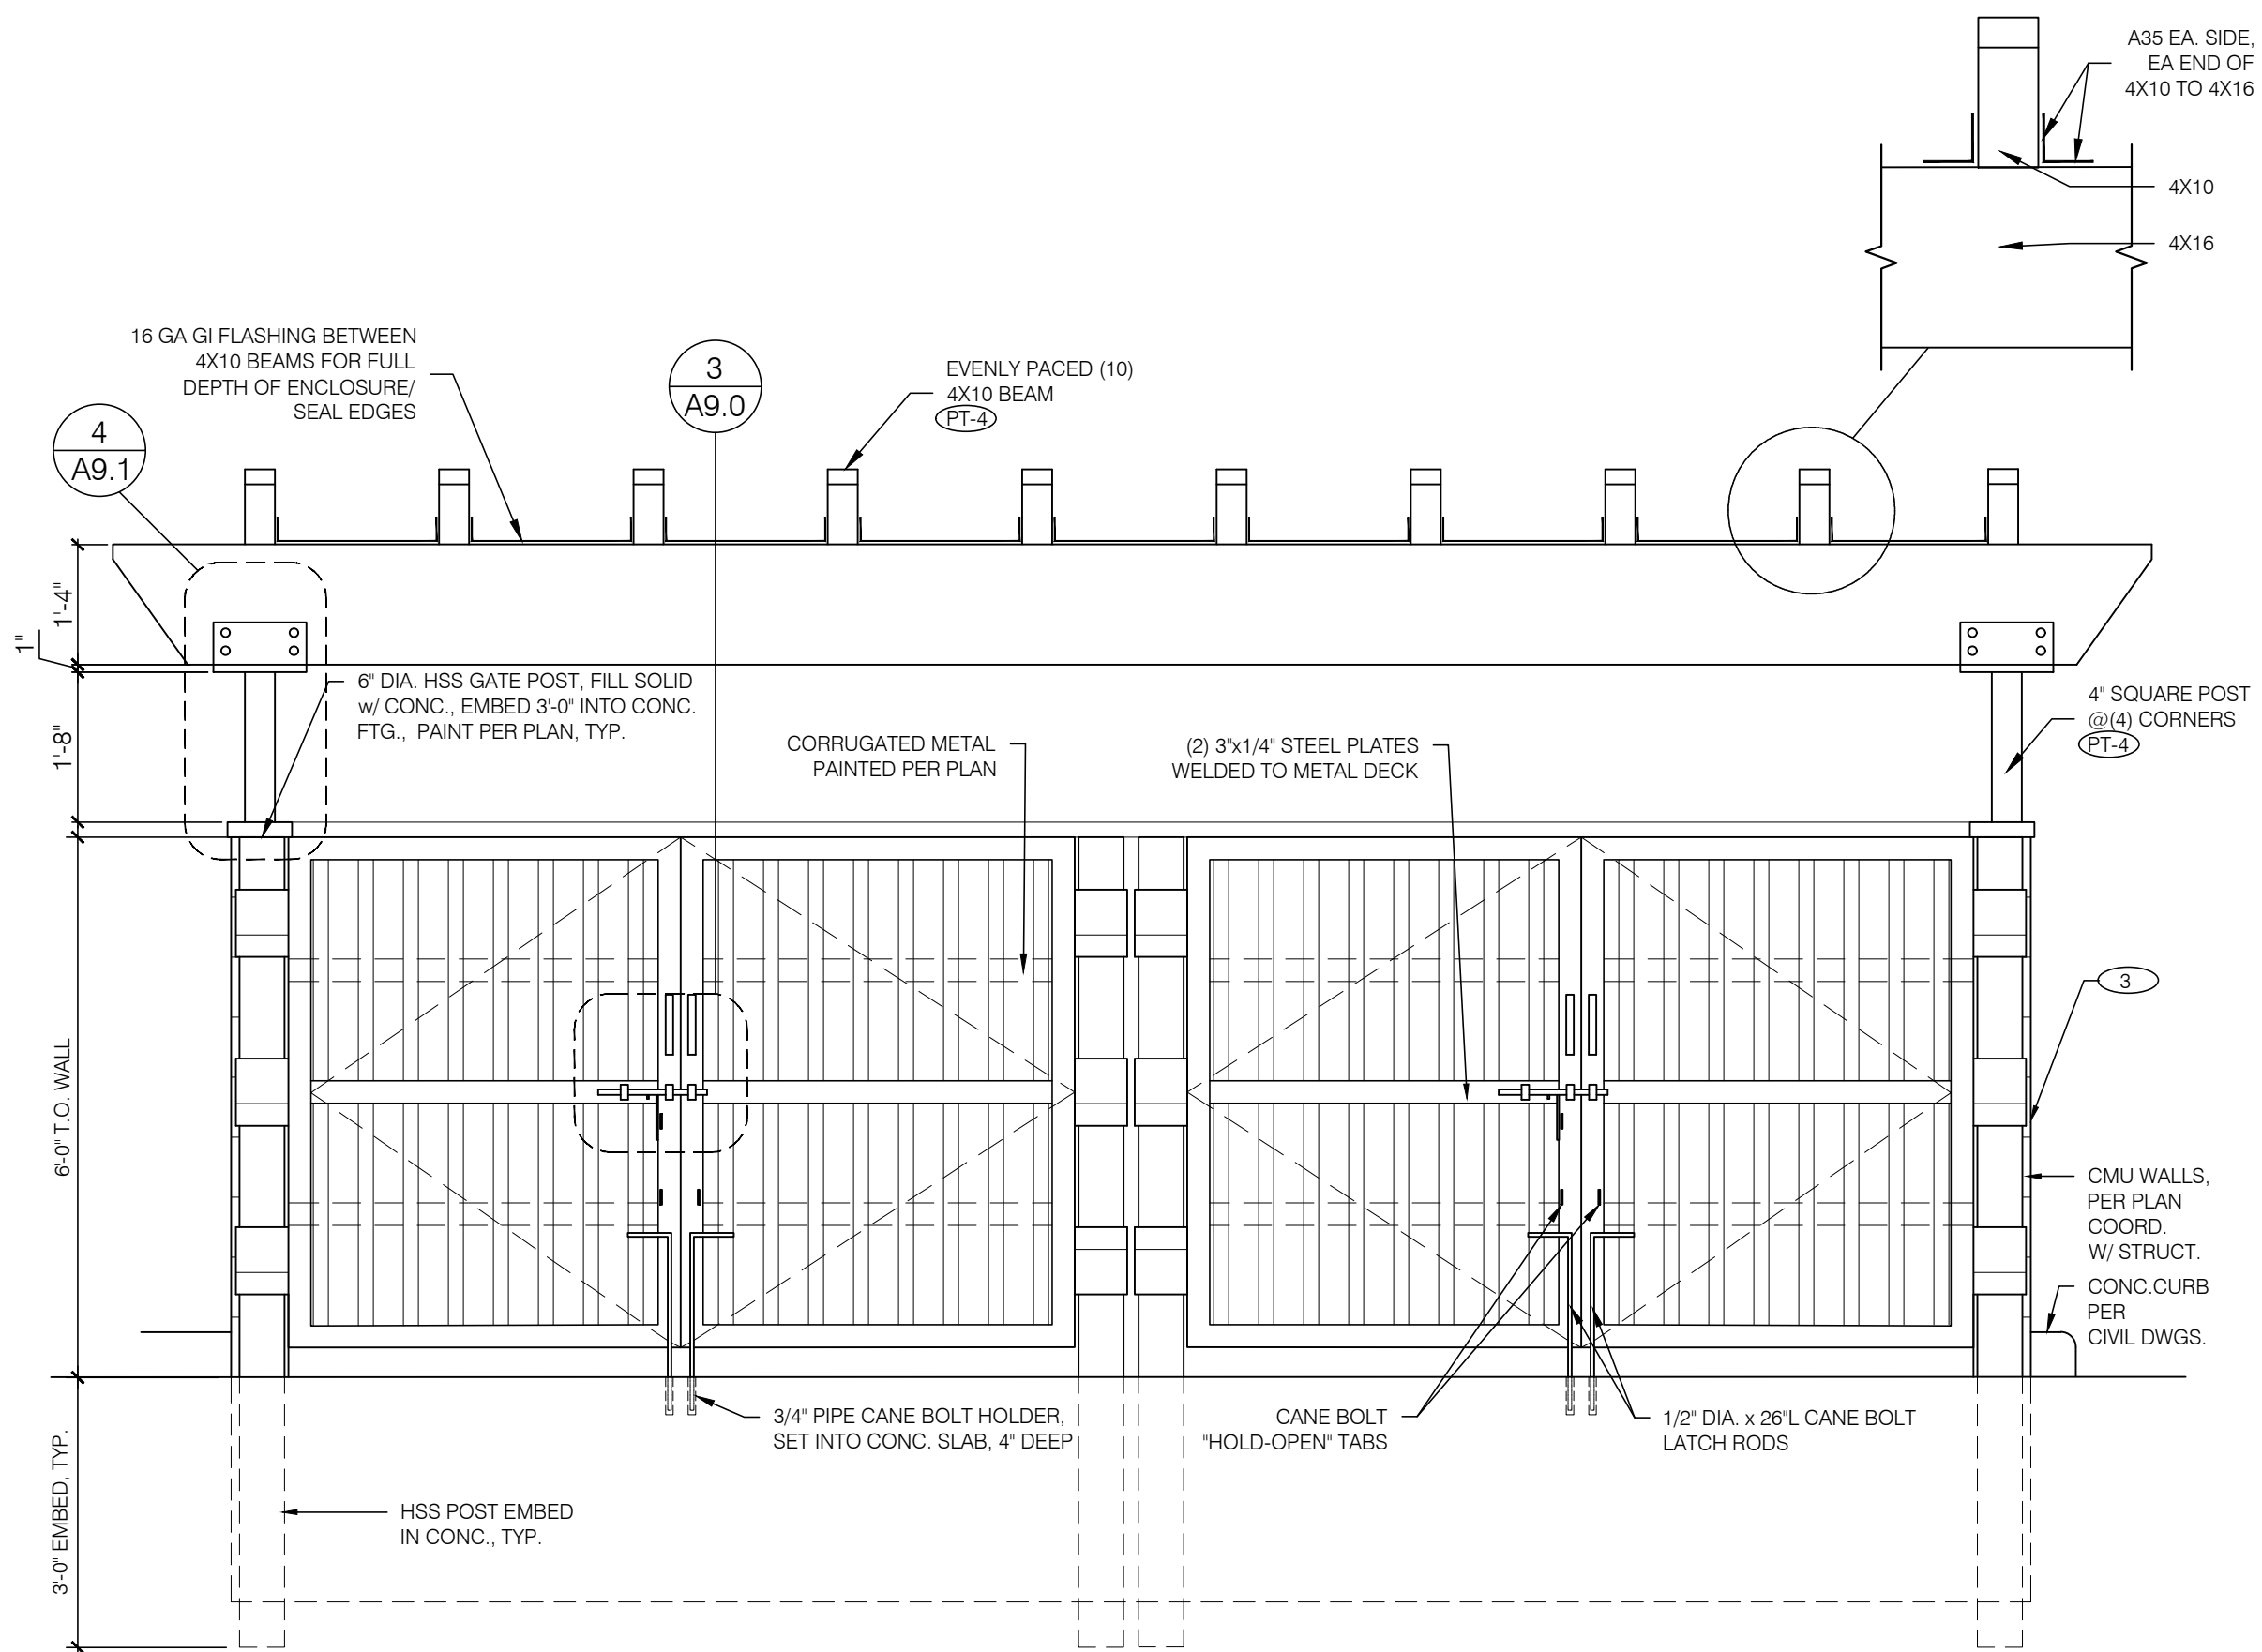 A35 EA. SIDE,
EA END OF
4X10 TO 4X16
4X10
4X16
16 GA GI FLASHING BETWEEN
4X10 BEAMS FOR FULL
DEPTH OF ENCLOSURE/
SEAL EDGES
3
A9.0
EVENLY PACED (10)
4X10 BEAM
PT-4
4
A9.1
1'-4"
1"
1'-8"
6" DIA. HSS GATE POST, FILL SOLID
w/ CONC., EMBED 3'-0" INTO CONC.
FTG., PAINT PER PLAN, TYP.
CORRUGATED METAL
PAINTED PER PLAN
(2) 3"x1/4" STEEL PLATES
WELDED TO METAL DECK
4" SQUARE POST
@(4) CORNERS
PT-4
3
6'-0" T.O. WALL
CMU WALLS,
PER PLAN
COORD.
W/ STRUCT.
CONC.CURB
PER
CIVIL DWGS.
3/4" PIPE CANE BOLT HOLDER,
SET INTO CONC. SLAB, 4" DEEP
CANE BOLT
"HOLD-OPEN" TABS
1/2" DIA. x 26"L CANE BOLT
LATCH RODS
3'-0" EMBED, TYP.
HSS POST EMBED
IN CONC., TYP.